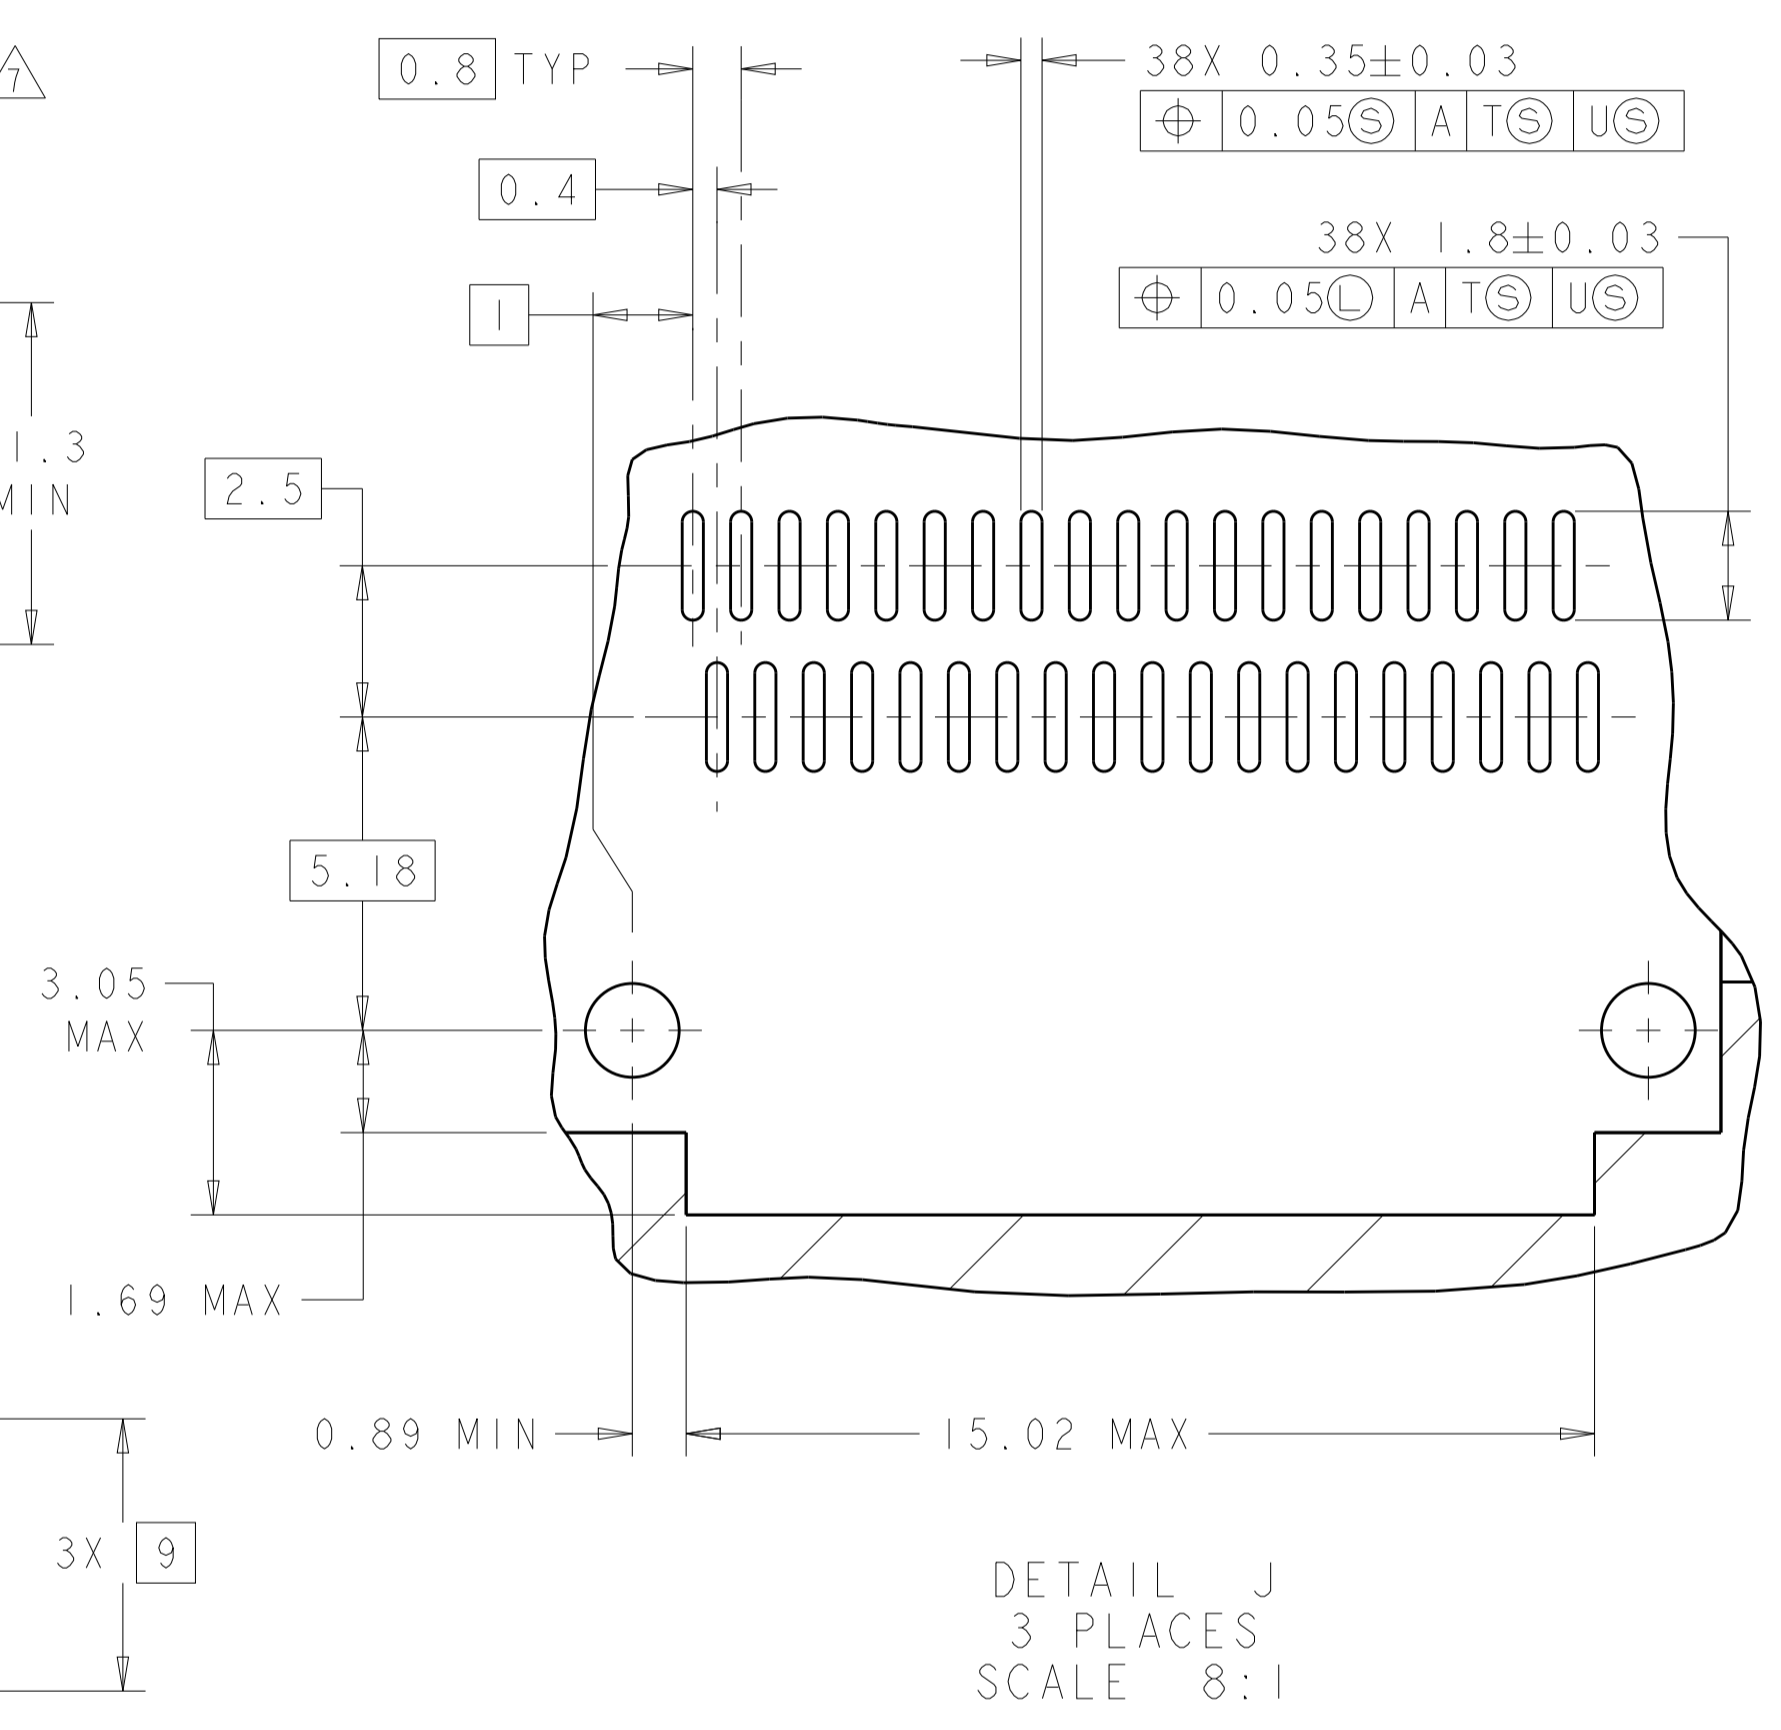 7
0.8 TYP
38X 0.35±0.03
⌖ 0.05Ⓢ A TⓈ UⓈ
0.4
38X 1.8±0.03
⌖ 0.05Ⓛ A TⓈ UⓈ
1
1.3
MIN
2.5
5.18
3.05
MAX
1.69 MAX
0.89 MIN
15.02 MAX
3X 9
DETAIL J
3 PLACES
SCALE 8:1